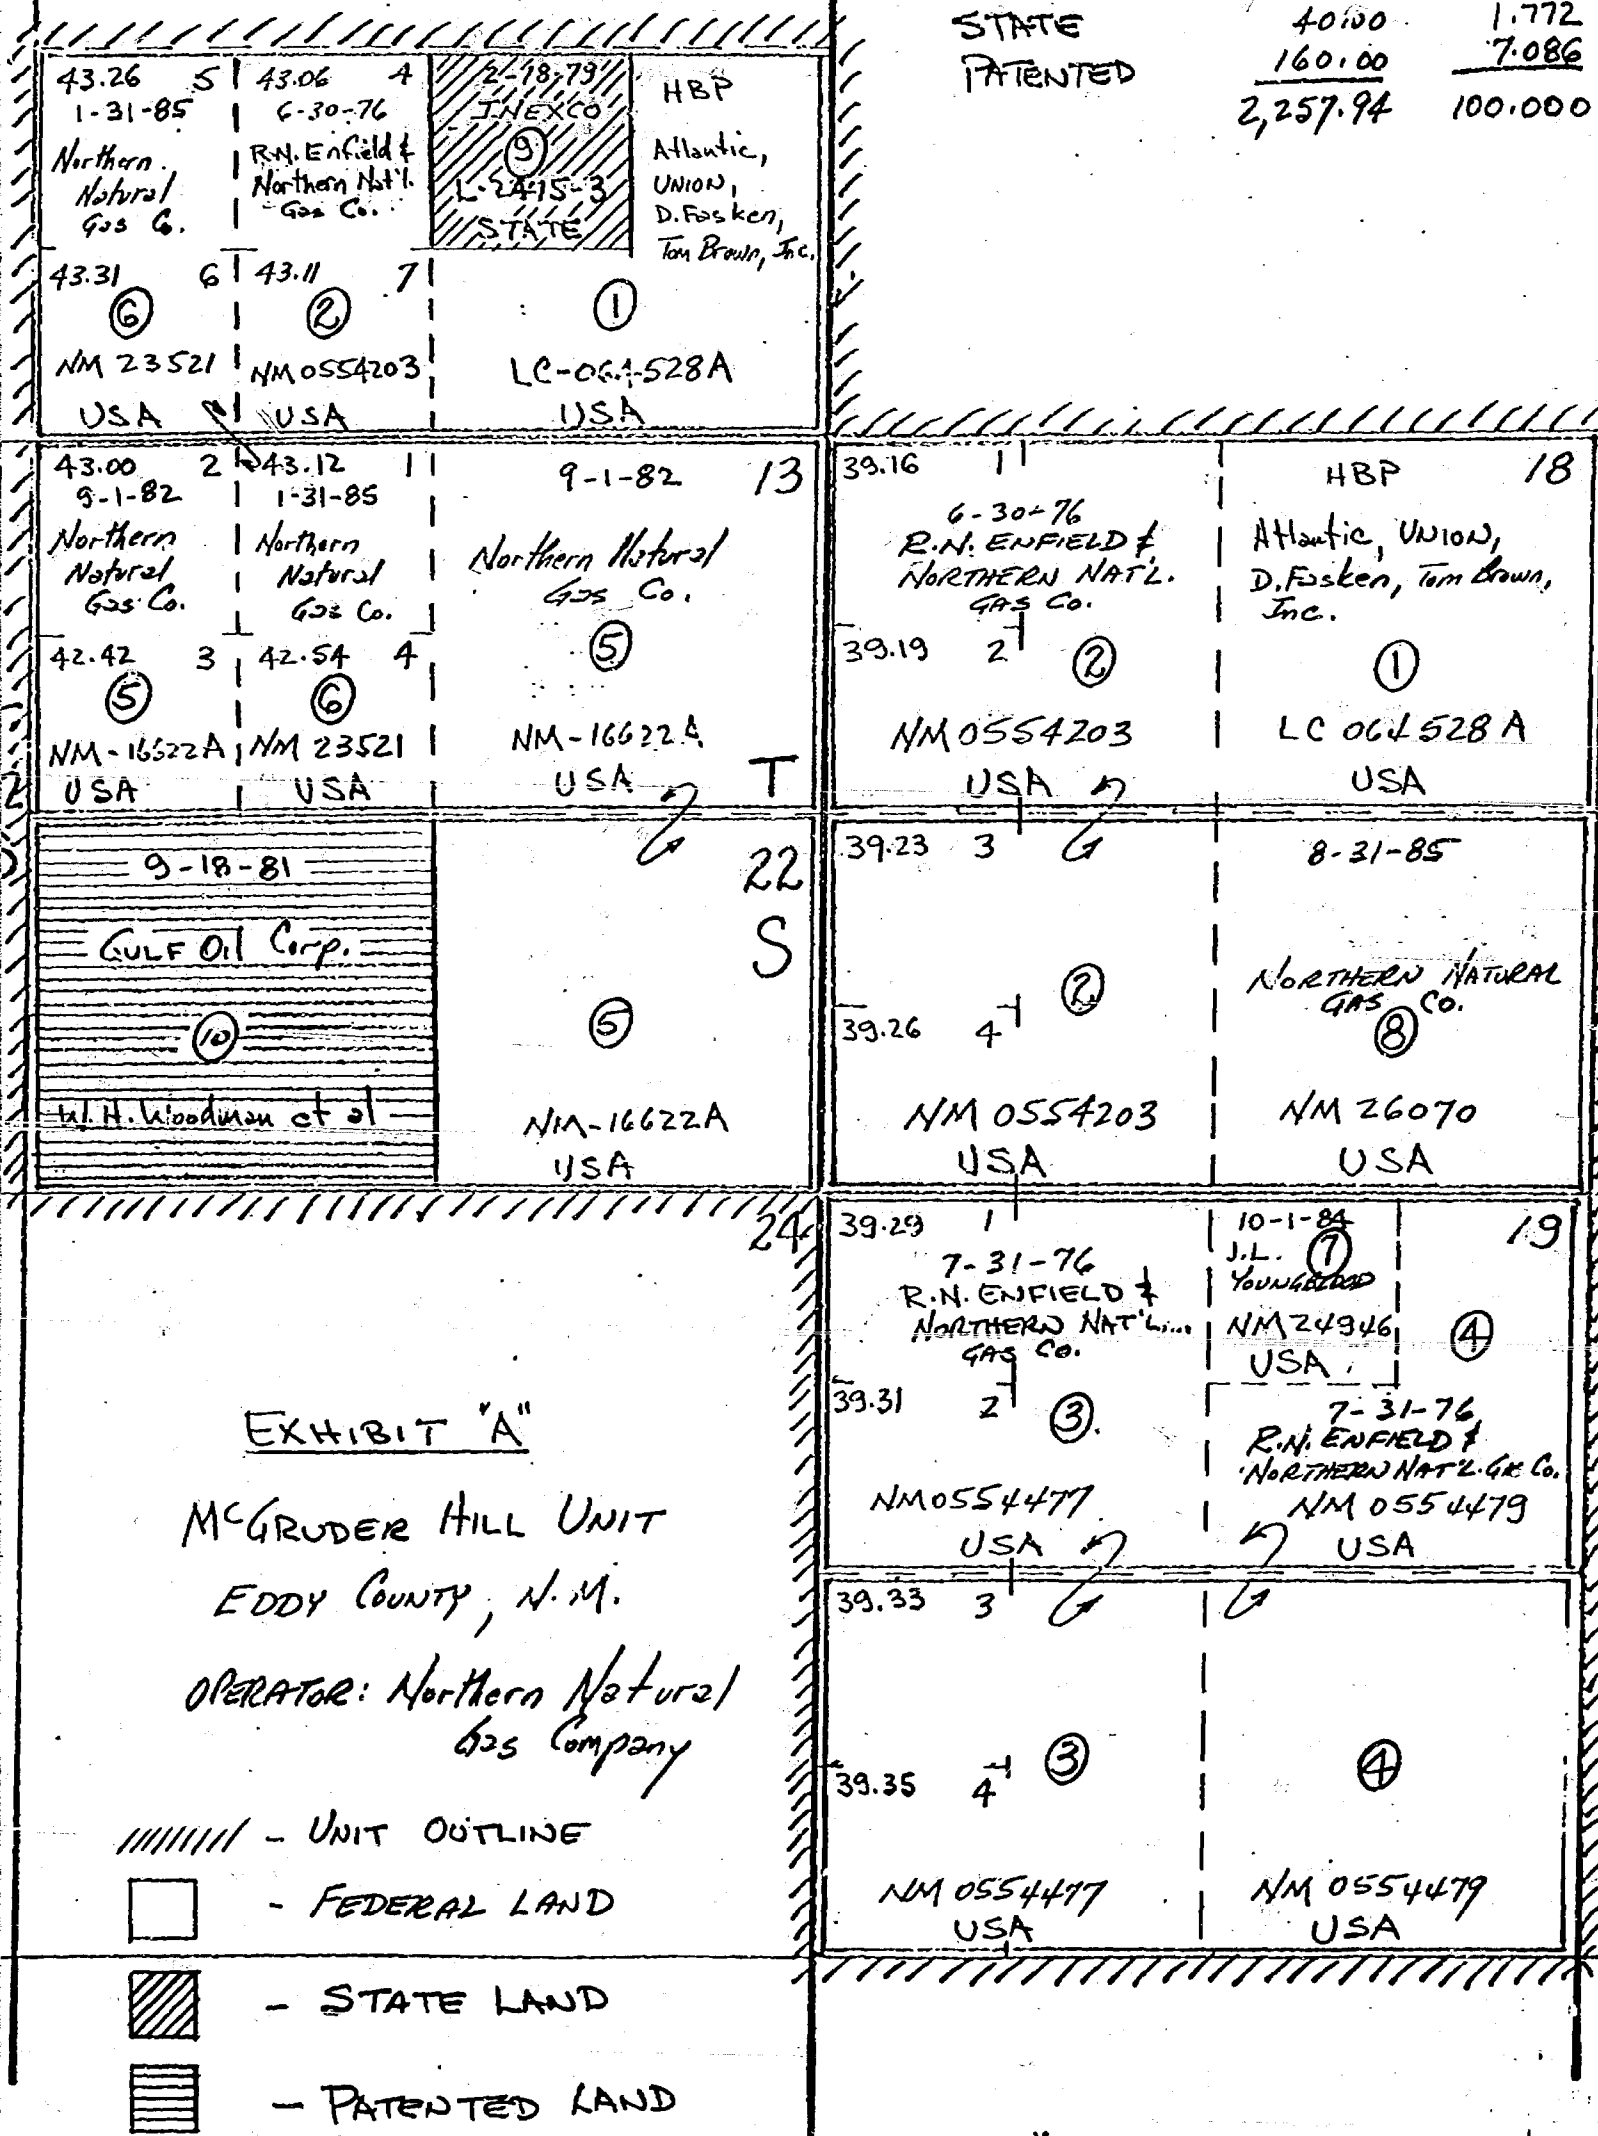 STATE 40.00 1.772
PATENTED 160.00 7.086
2,257.94 100.000
43.26 5
1-31-85
Northern
Natural
Gas Co.
43.31 6
6
NM 23521
USA
43.06 4
6-30-76
R.N. Enfield &
Northern Nat'l.
Gas Co.
43.11 7
2
NM 0554203
USA
2-18-79
INEXCO
9
L-2415-3
STATE
HBP
Atlantic,
UNION,
D. Fasken,
Tom Brown, Inc.
1
LC-064528A
USA
43.00 2
9-1-82
Northern
Natural
Gas Co.
42.42 3
5
NM-16622A
USA
43.12 1
1-31-85
Northern
Natural
Gas Co.
42.54 4
6
NM 23521
USA
9-1-82 13
Northern Natural
Gas Co.
5
NM-16622A
USA
T
39.16 1
6-30-76
R.N. ENFIELD &
NORTHERN NAT'L.
GAS CO.
39.19 2
2
NM 0554203
USA
HBP 18
Atlantic, UNION,
D. Fasken, Tom Brown,
Inc.
1
LC 064528 A
USA
2
9-18-81
GULF Oil Corp.
10
W.H. Woodman et al
22
S
5
NM-16622A
USA
39.23 3
2
39.26 4
NM 0554203
USA
8-31-85
NORTHERN NATURAL
GAS CO.
8
NM 26070
USA
24
39.29 1
7-31-76
R.N. ENFIELD &
NORTHERN NAT'L...
GAS CO.
39.31 2
3
NM0554477
USA
10-1-84
J.L. 7
YOUNGBLOOD
NM 24946
USA
19
4
7-31-76
R.N. ENFIELD &
NORTHERN NAT'L. GAS CO.
NM 0554479
USA
39.33 3
39.35 4
3
NM 0554477
USA
4
NM 0554479
USA
EXHIBIT "A"
McGRUDER HILL UNIT
EDDY COUNTY, N.M.
OPERATOR: Northern Natural
Gas Company
- UNIT OUTLINE
- FEDERAL LAND
- STATE LAND
- PATENTED LAND